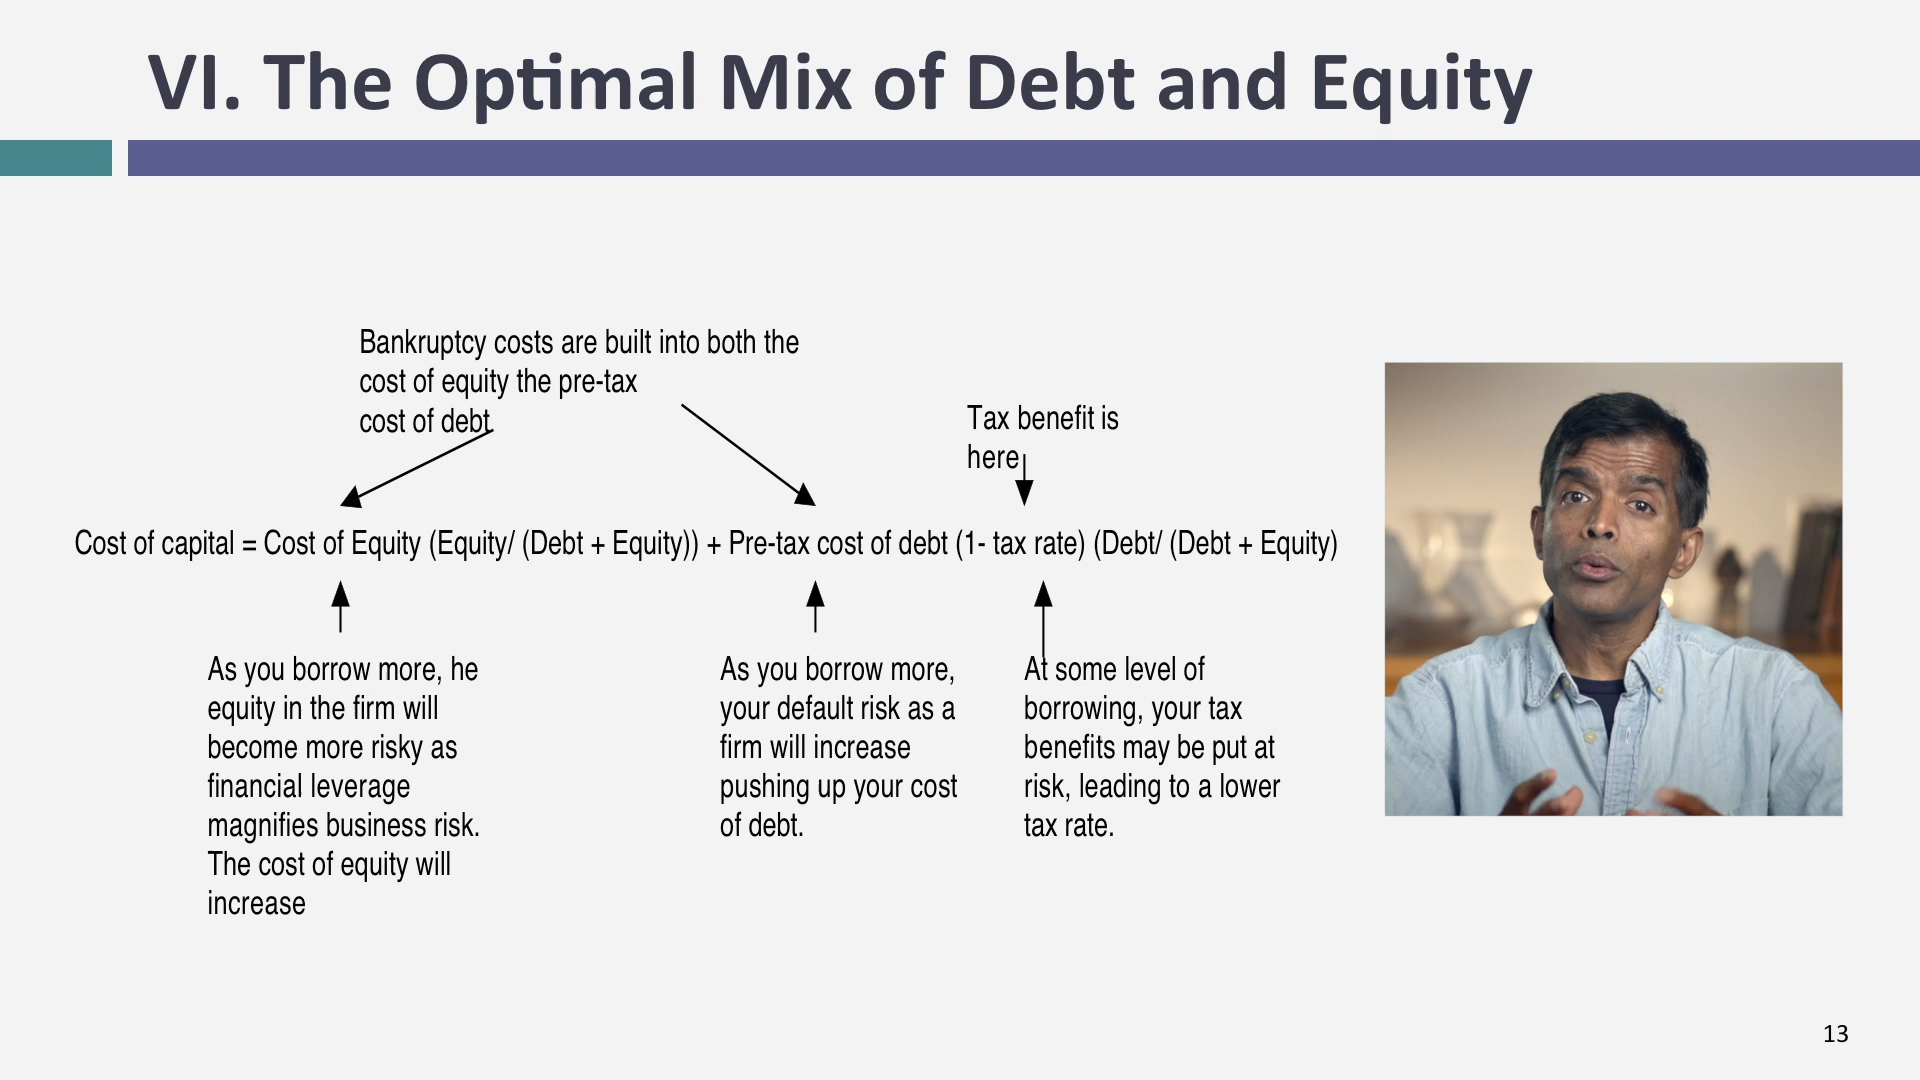 VI. The Optimal Mix of Debt and Equity
Bankruptcy costs are built into both the
cost of equity the pre-tax
cost of debt
Tax benefit is
here
Cost of capital = Cost of Equity (Equity/ (Debt + Equity)) + Pre-tax cost of debt (1- tax rate) (Debt/ (Debt + Equity)
As you borrow more, he
equity in the firm will
become more risky as
financial leverage
magnifies business risk.
The cost of equity will
increase
As you borrow more,
your default risk as a
firm will increase
pushing up your cost
of debt.
At some level of
borrowing, your tax
benefits may be put at
risk, leading to a lower
tax rate.
13